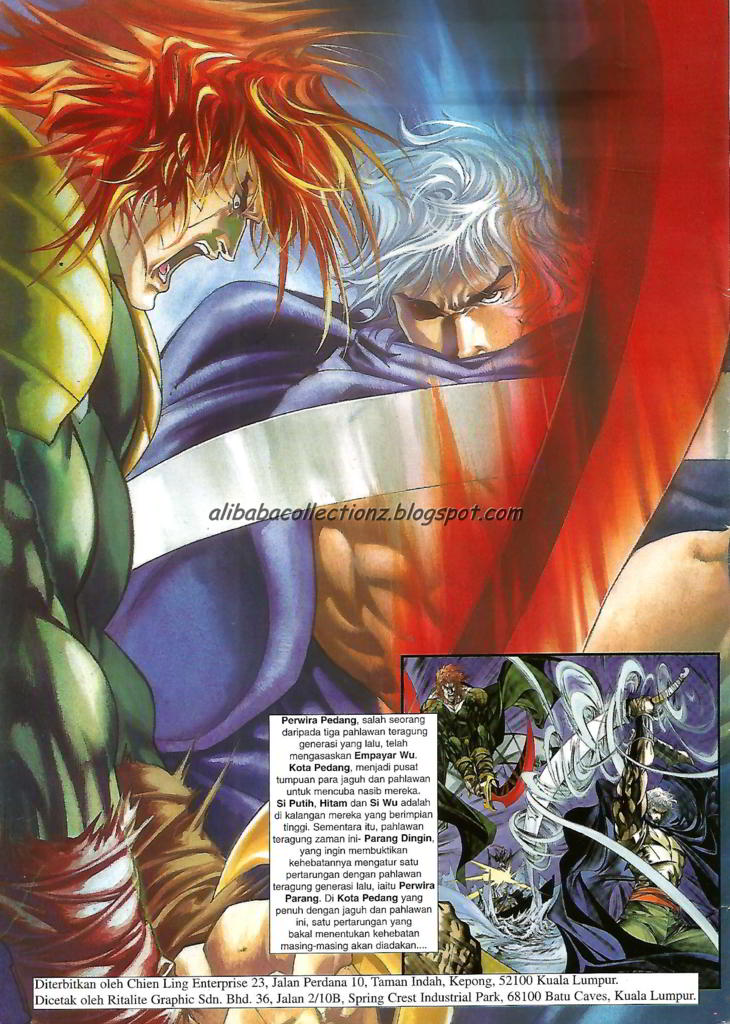 alibabacollectionz.blogspot.com
Perwira Pedang, salah seorang
daripada tiga pahlawan teragung
generasi yang lalu, telah
mengasaskan Empayar Wu.
Kota Pedang, menjadi pusat
tumpuan para jaguh dan pahlawan
untuk mencuba nasib mereka.
Si Putih, Hitam dan Si Wu adalah
di kalangan mereka yang berimpian
tinggi. Sementara itu, pahlawan
teragung zaman ini- Parang Dingin,
yang ingin membuktikan
kehebatannya mengatur satu
pertarungan dengan pahlawan
teragung generasi lalu, iaitu Perwira
Parang. Di Kota Pedang yang
penuh dengan jaguh dan pahlawan
ini, satu pertarungan yang
bakal menentukan kehebatan
masing-masing akan diadakan....
Diterbitkan oleh Chien Ling Enterprise 23, Jalan Perdana 10, Taman Indah, Kepong, 52100 Kuala Lumpur.
Dicetak oleh Ritalite Graphic Sdn. Bhd. 36, Jalan 2/10B, Spring Crest Industrial Park, 68100 Batu Caves, Kuala Lumpur.